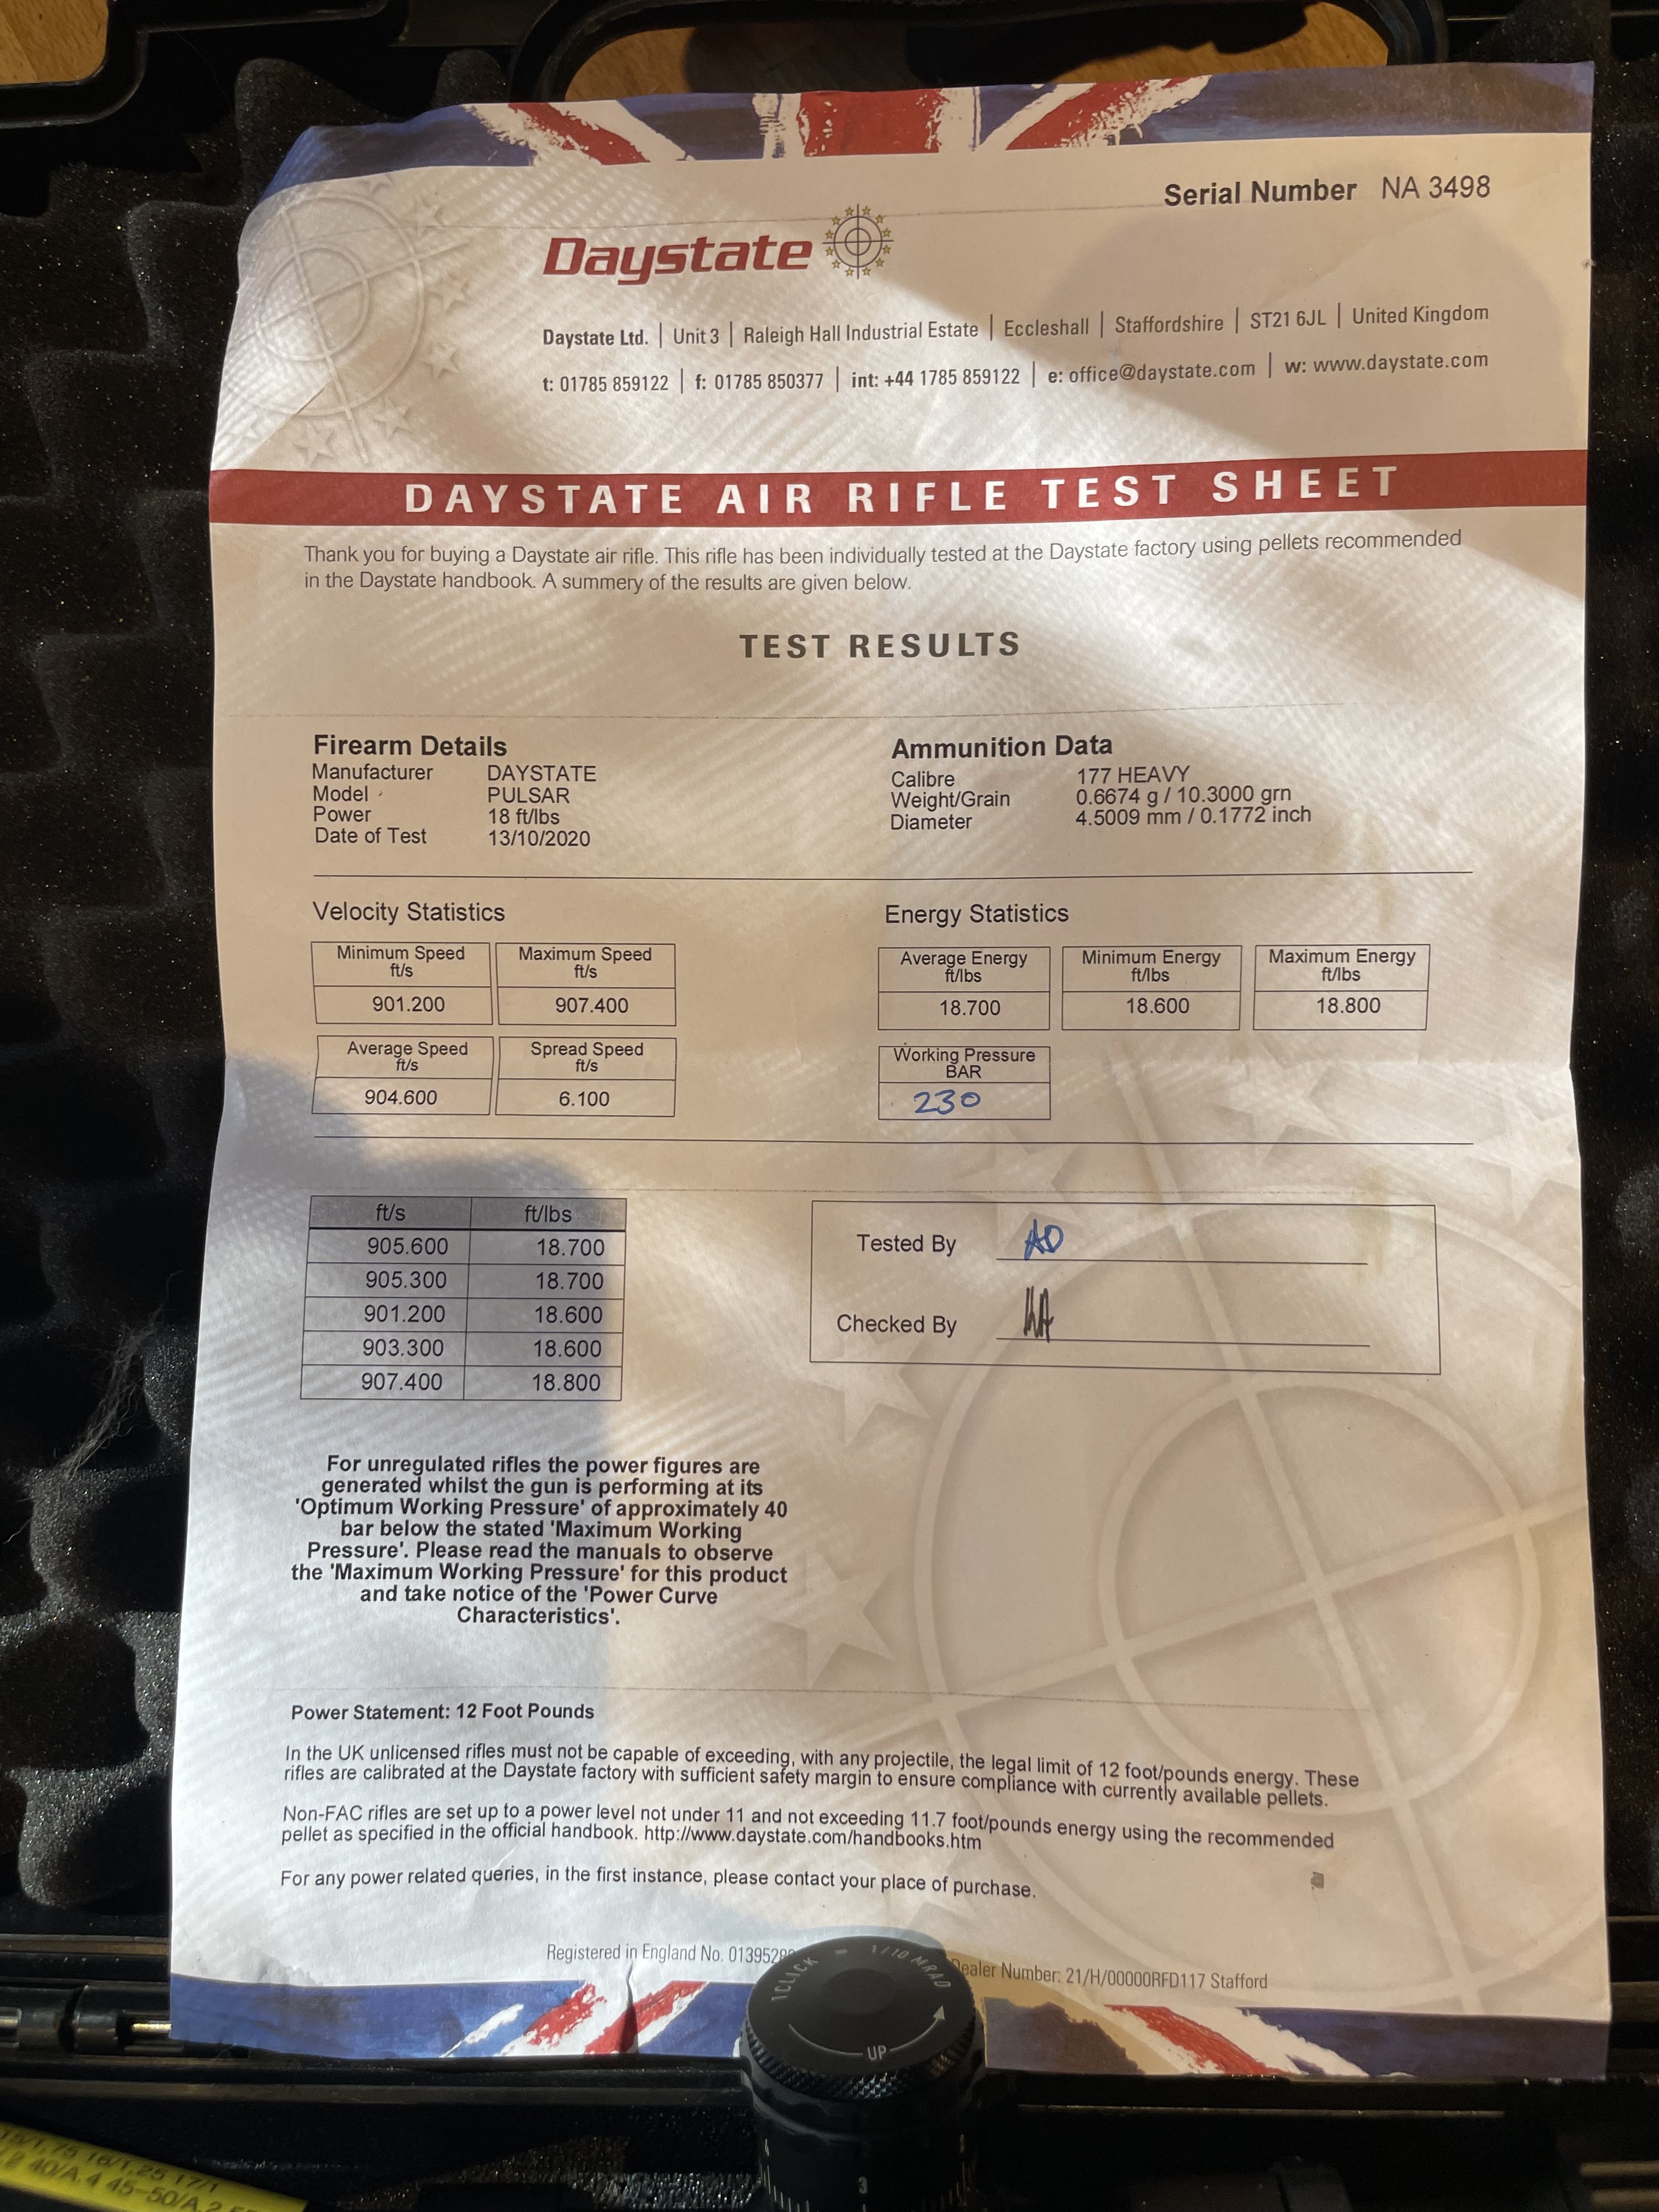 Serial Number NA 3498
Daystate
Daystate Ltd. | Unit 3 | Raleigh Hall Industrial Estate | Eccleshall | Staffordshire | ST21 6JL | United Kingdom
t: 01785 859122 | f: 01785 850377 | int: +44 1785 859122 | e: office@daystate.com | w: www.daystate.com
DAYSTATE AIR RIFLE TEST SHEET
Thank you for buying a Daystate air rifle. This rifle has been individually tested at the Daystate factory using pellets recommended
in the Daystate handbook. A summery of the results are given below.
TEST RESULTS
Firearm Details
Manufacturer DAYSTATE
Model PULSAR
Power 18 ft/lbs
Date of Test 13/10/2020
Ammunition Data
Calibre 177 HEAVY
Weight/Grain 0.6674 g / 10.3000 grn
Diameter 4.5009 mm / 0.1772 inch
Velocity Statistics
Minimum Speed
ft/s
901.200
Maximum Speed
ft/s
907.400
Average Speed
ft/s
904.600
Spread Speed
ft/s
6.100
Energy Statistics
Average Energy
ft/lbs
18.700
Minimum Energy
ft/lbs
18.600
Maximum Energy
ft/lbs
18.800
Working Pressure
BAR
230
ft/s ft/lbs
905.600 18.700
905.300 18.700
901.200 18.600
903.300 18.600
907.400 18.800
Tested By AD
Checked By
For unregulated rifles the power figures are
generated whilst the gun is performing at its
'Optimum Working Pressure' of approximately 40
bar below the stated 'Maximum Working
Pressure'. Please read the manuals to observe
the 'Maximum Working Pressure' for this product
and take notice of the 'Power Curve
Characteristics'.
Power Statement: 12 Foot Pounds
In the UK unlicensed rifles must not be capable of exceeding, with any projectile, the legal limit of 12 foot/pounds energy. These
rifles are calibrated at the Daystate factory with sufficient safety margin to ensure compliance with currently available pellets.
Non-FAC rifles are set up to a power level not under 11 and not exceeding 11.7 foot/pounds energy using the recommended
pellet as specified in the official handbook. http://www.daystate.com/handbooks.htm
For any power related queries, in the first instance, please contact your place of purchase.
Registered in England No.
Dealer Number: 21/H/00000RFD117 Stafford
1CLICK = 1/10 MRAD
UP
3